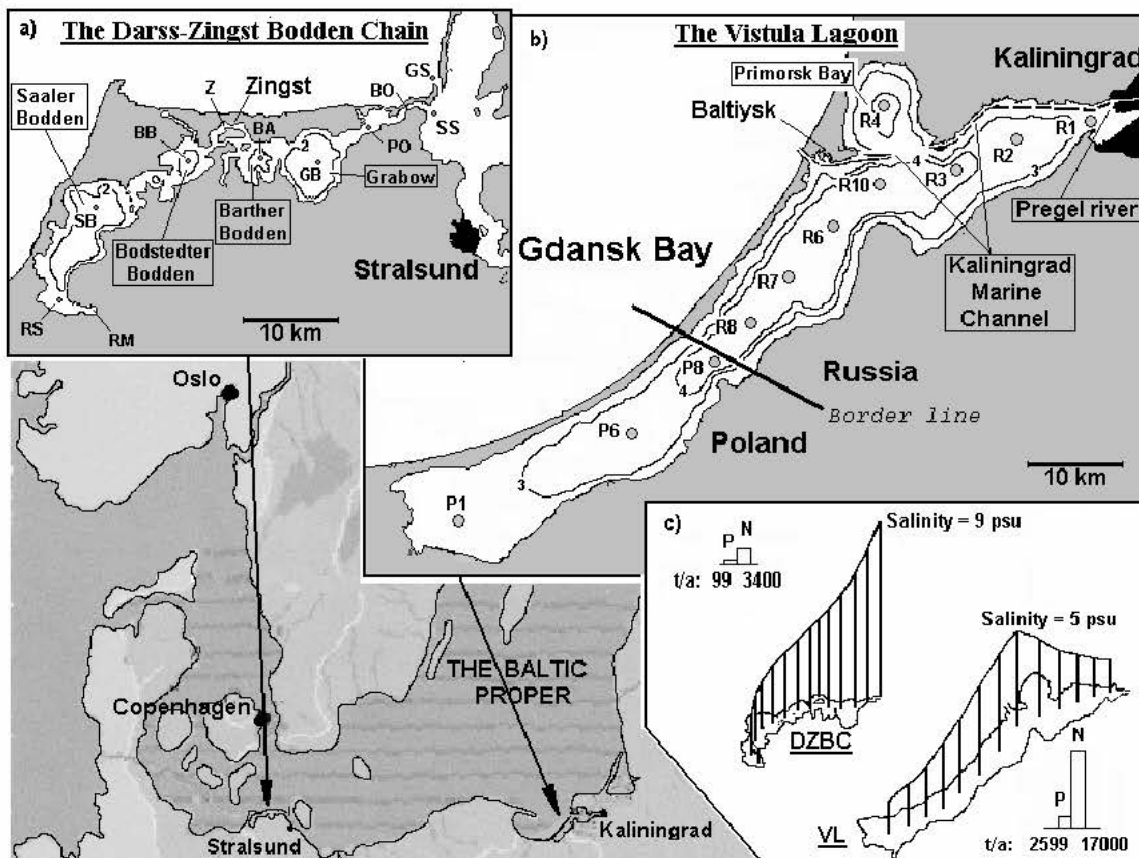 a) The Darss-Zingst Bodden Chain
Saaler
Bodden
BB
Z
Zingst
BA
BO
GS
SS
PO
2
GB
Grabow
2
SB
Barther
Bodden
Bodstedter
Bodden
Stralsund
RS
RM
10 km
b) The Vistula Lagoon
Kaliningrad
Primorsk Bay
R4
Baltiysk
R1
R2
4
R3
3
R10
Pregel river
R6
Gdansk Bay
Kaliningrad
Marine
Channel
R7
R8
P8
4
Russia
Border line
P6
Poland
3
P1
10 km
Oslo
Copenhagen
THE BALTIC
PROPER
Stralsund
Kaliningrad
c)
Salinity = 9 psu
P N
t/a: 99 3400
Salinity = 5 psu
DZBC
N
P
VL
t/a: 2599 17000